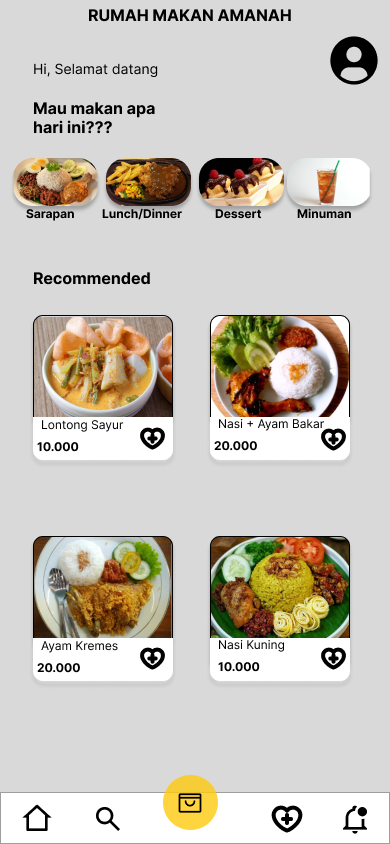 RUMAH MAKAN AMANAH
Hi, Selamat datang
Mau makan apa
hari ini???
Sarapan
Lunch/Dinner
Dessert
Minuman
Recommended
Lontong Sayur
10.000
Nasi + Ayam Bakar
20.000
Ayam Kremes
20.000
Nasi Kuning
10.000